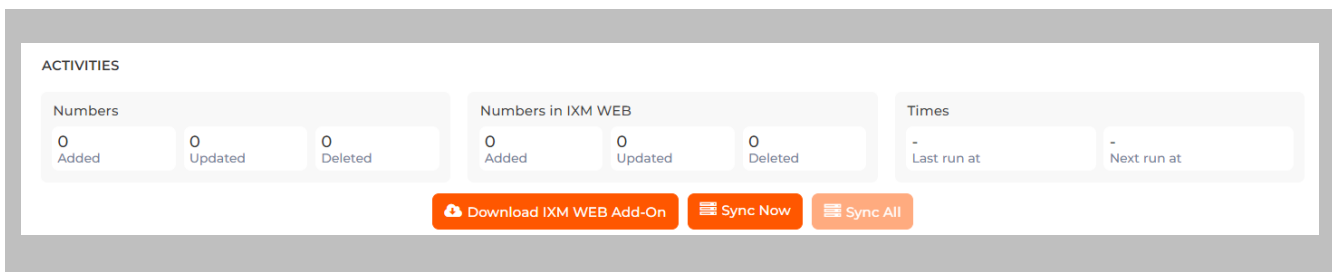 ACTIVITIES
Numbers
0
Added
0
Updated
0
Deleted
Numbers in IXM WEB
0
Added
0
Updated
0
Deleted
Times
-
Last run at
-
Next run at
Download IXM WEB Add-On
Sync Now
Sync All